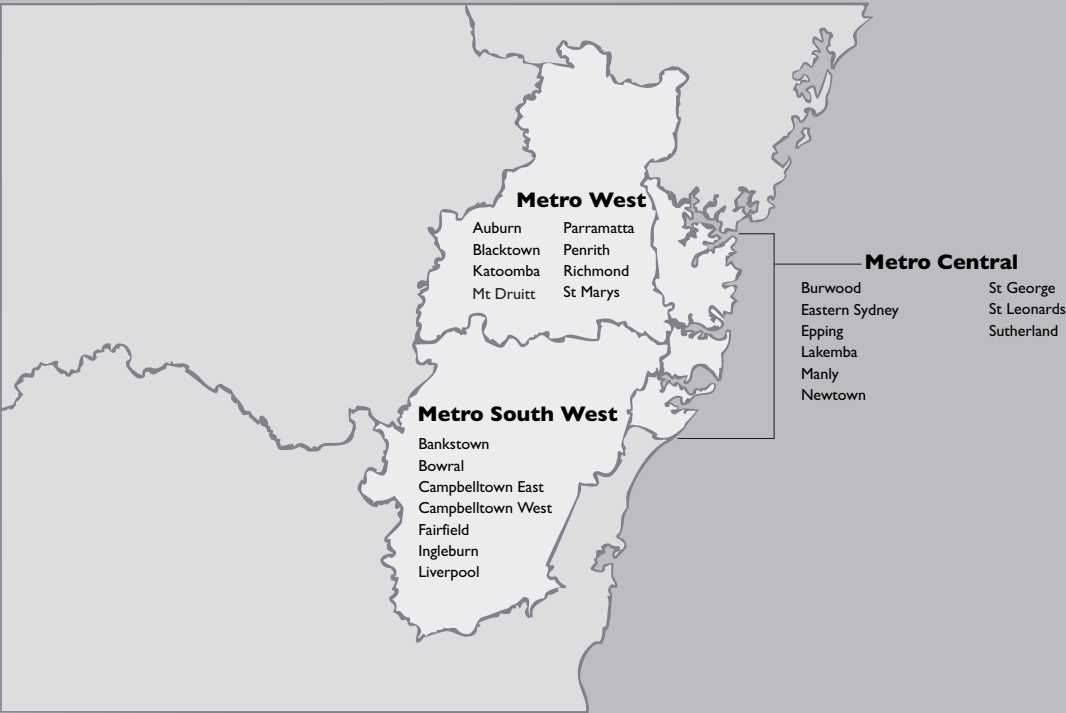 Metro West
Auburn
Blacktown
Katoomba
Mt Druitt
Parramatta
Penrith
Richmond
St Marys
Metro Central
Burwood
Eastern Sydney
Epping
Lakemba
Manly
Newtown
St George
St Leonards
Sutherland
Metro South West
Bankstown
Bowral
Campbelltown East
Campbelltown West
Fairfield
Ingleburn
Liverpool